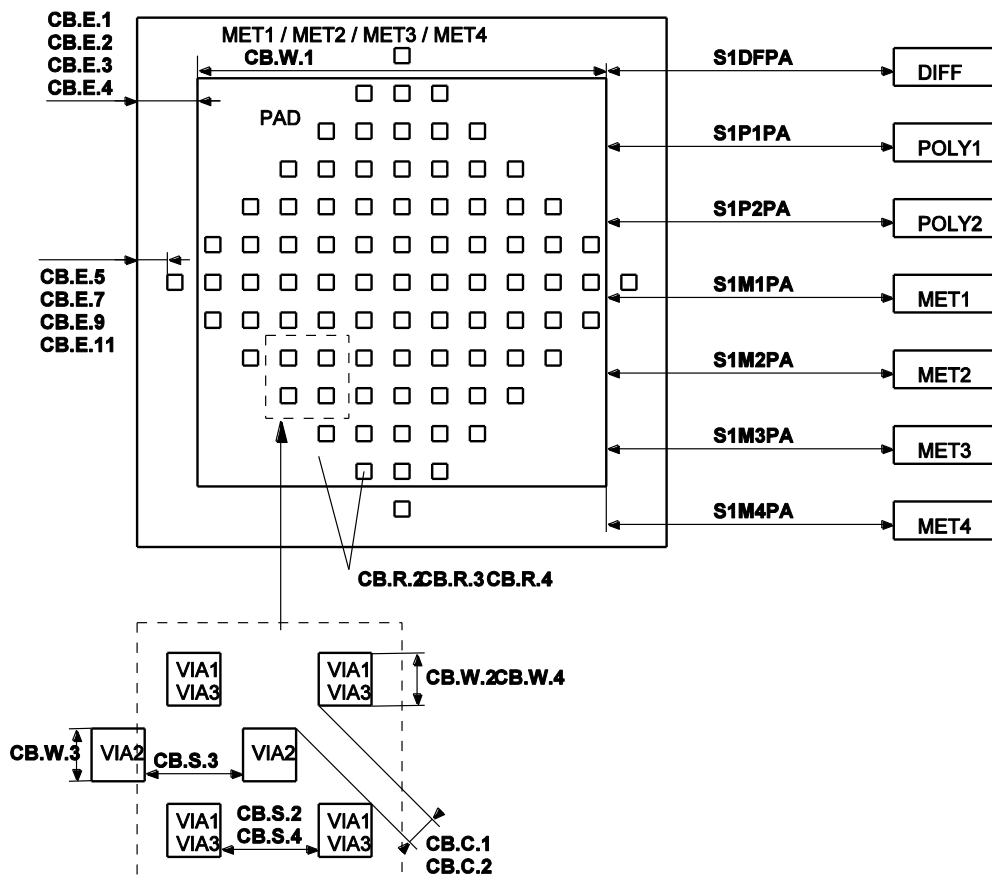 CB.E.1
CB.E.2
CB.E.3
CB.E.4
MET1 / MET2 / MET3 / MET4
CB.W.1
PAD
S1DFPA
DIFF
S1P1PA
POLY1
S1P2PA
POLY2
CB.E.5
CB.E.7
CB.E.9
CB.E.11
S1M1PA
MET1
S1M2PA
MET2
S1M3PA
MET3
S1M4PA
MET4
CB.R.2CB.R.3 CB.R.4
VIA1
VIA3
VIA1
VIA3
CB.W.2CB.W.4
CB.W.3
VIA2
CB.S.3
VIA2
VIA1
VIA3
CB.S.2
CB.S.4
VIA1
VIA3
CB.C.1
CB.C.2